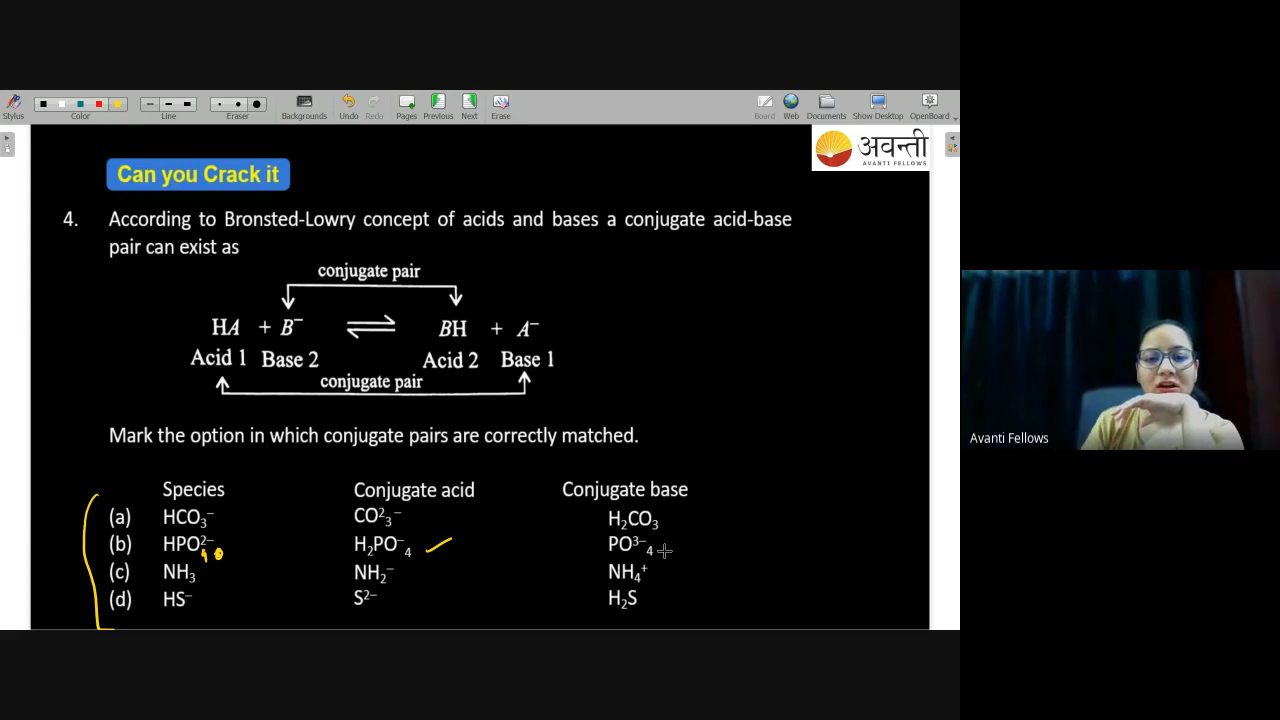 Stylus Color Line Eraser Backgrounds Undo Redo Pages Previous Next Erase Board Web Documents Show Desktop OpenBoard
अवन्ती
AVANTI FELLOWS
Can you Crack it
4. According to Bronsted-Lowry concept of acids and bases a conjugate acid-base
pair can exist as
conjugate pair
HA + B⁻ ⇌ BH + A⁻
Acid 1 Base 2 Acid 2 Base 1
conjugate pair
Mark the option in which conjugate pairs are correctly matched.
Species Conjugate acid Conjugate base
(a) HCO₃⁻ CO²₃⁻ H₂CO₃
(b) HPO²⁻₄ H₂PO⁻₄ PO³⁻₄
(c) NH₃ NH₂⁻ NH₄⁺
(d) HS⁻ S²⁻ H₂S
Avanti Fellows